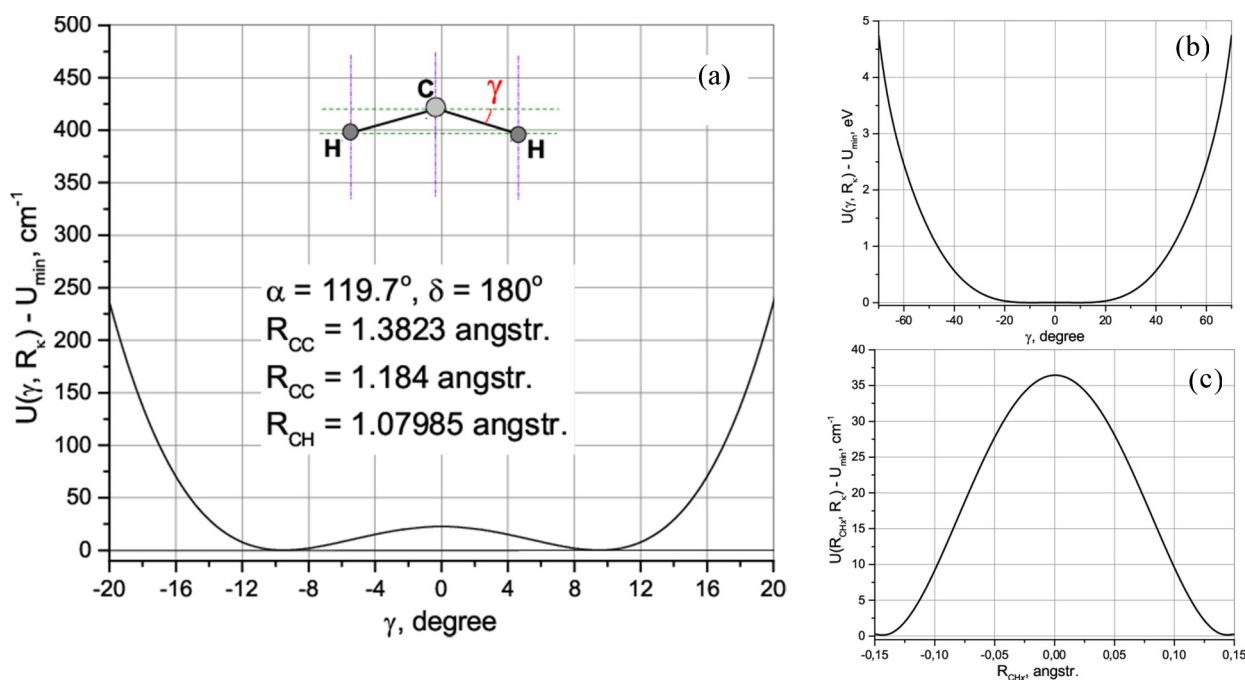 (a)
500
450
400
350
300
250
200
150
100
50
0
U(γ, Rκ) - Umin, cm⁻¹
C
γ
H
H
α = 119.7°, δ = 180°
RCC = 1.3823 angstr.
RCC = 1.184 angstr.
RCH = 1.07985 angstr.
-20 -16 -12 -8 -4 0 4 8 12 16 20
γ, degree
(b)
5
4
3
2
1
0
U(γ, Rκ) - Umin, eV
-60 -40 -20 0 20 40 60
γ, degree
(c)
40
35
30
25
20
15
10
5
0
U(RCHx, Rκ) - Umin, cm⁻¹
-0,15 -0,10 -0,05 0,00 0,05 0,10 0,15
RCHx, angstr.